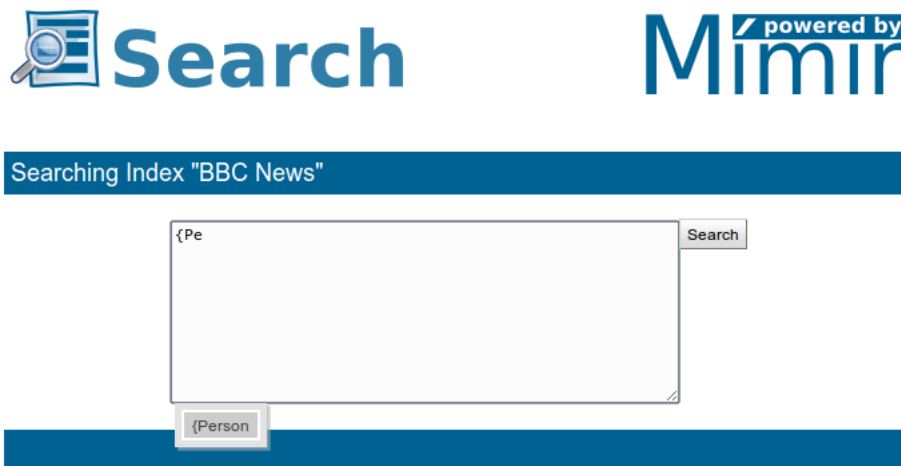 Search
powered by
Mimir
Searching Index "BBC News"
{Pe
Search
{Person